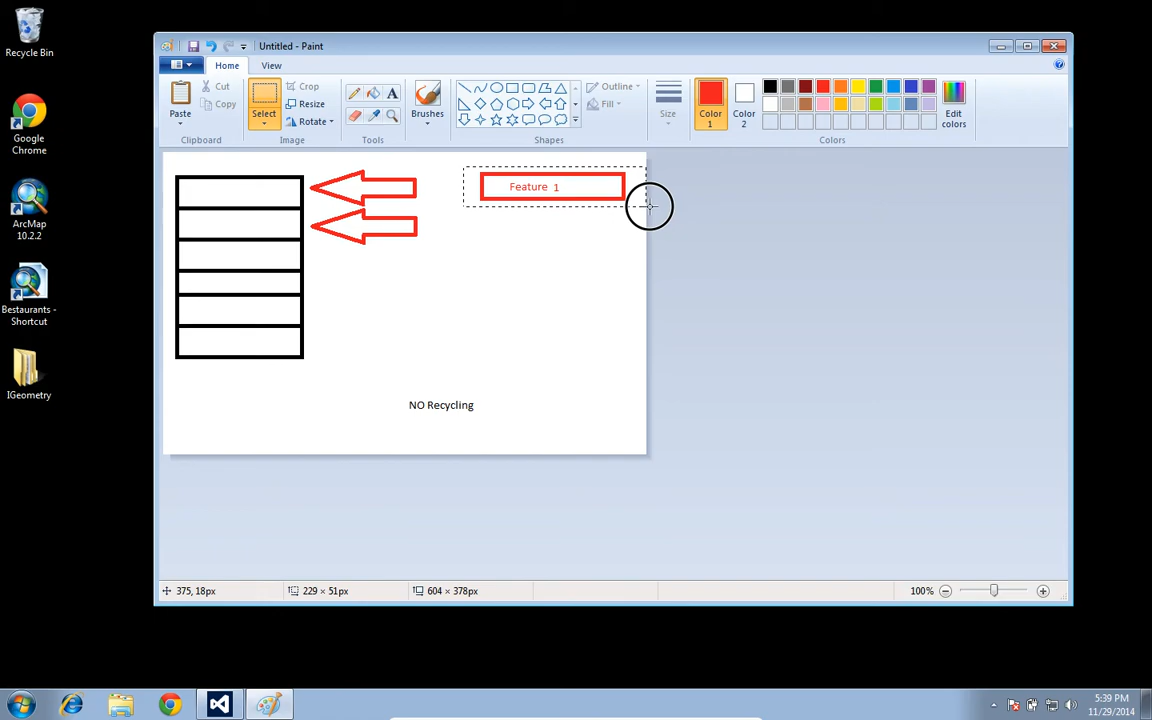 Recycle Bin
Google
Chrome
ArcMap
10.2.2
Bestaurants -
Shortcut
IGeometry
Untitled - Paint
Home
View
Paste
Cut
Copy
Clipboard
Select
Crop
Resize
Rotate
Image
Tools
Brushes
Shapes
Outline
Fill
Size
Color
1
Color
2
Edit
colors
Colors
Feature 1
NO Recycling
375, 18px
229 × 51px
604 × 378px
100%
5:39 PM
11/29/2014